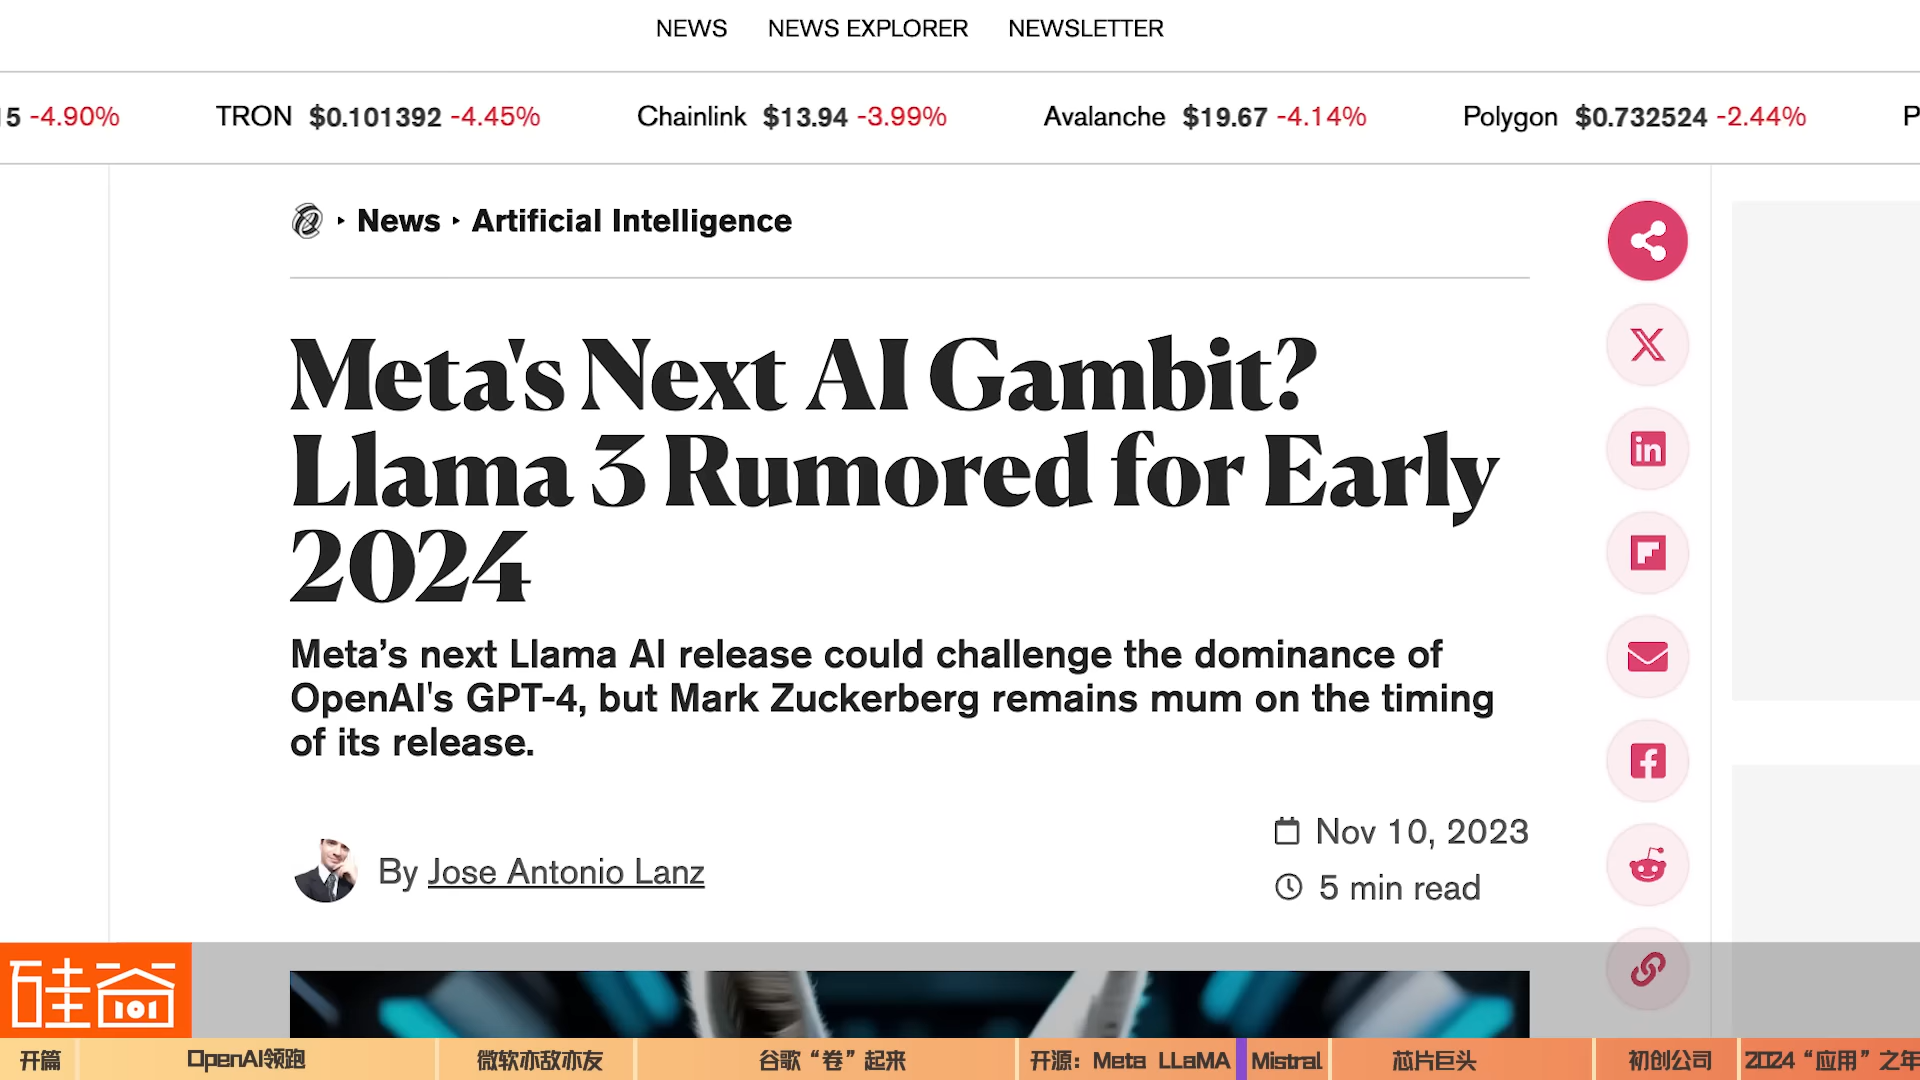 NEWS NEWS EXPLORER NEWSLETTER
15 -4.90% TRON $0.101392 -4.45% Chainlink $13.94 -3.99% Avalanche $19.67 -4.14% Polygon $0.732524 -2.44% P
News ‣ Artificial Intelligence
Meta's Next AI Gambit?
Llama 3 Rumored for Early
2024
Meta’s next Llama AI release could challenge the dominance of
OpenAI's GPT-4, but Mark Zuckerberg remains mum on the timing
of its release.
Nov 10, 2023
By Jose Antonio Lanz
5 min read
硅谷
101
开篇 OpenAI领跑 微软亦敌亦友 谷歌“卷”起来 开源：Meta LLaMA Mistral 芯片巨头 初创公司 2024“应用”之年